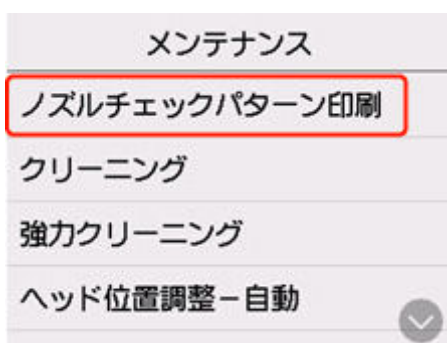 メンテナンス
ノズルチェックパターン印刷
クリーニング
強力クリーニング
ヘッド位置調整－自動